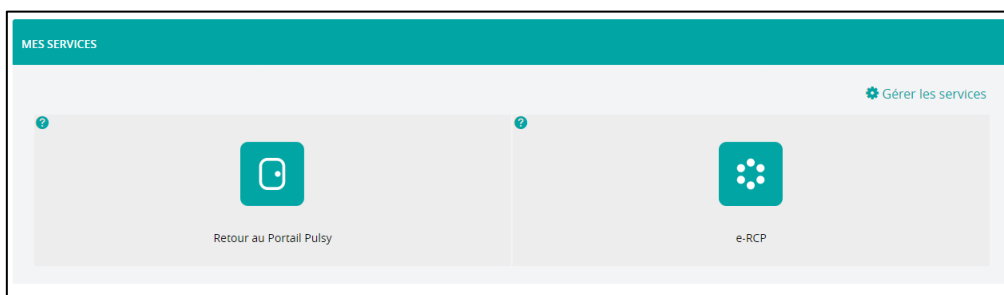 MES SERVICES
Gérer les services
Retour au Portail Pulsy
e-RCP